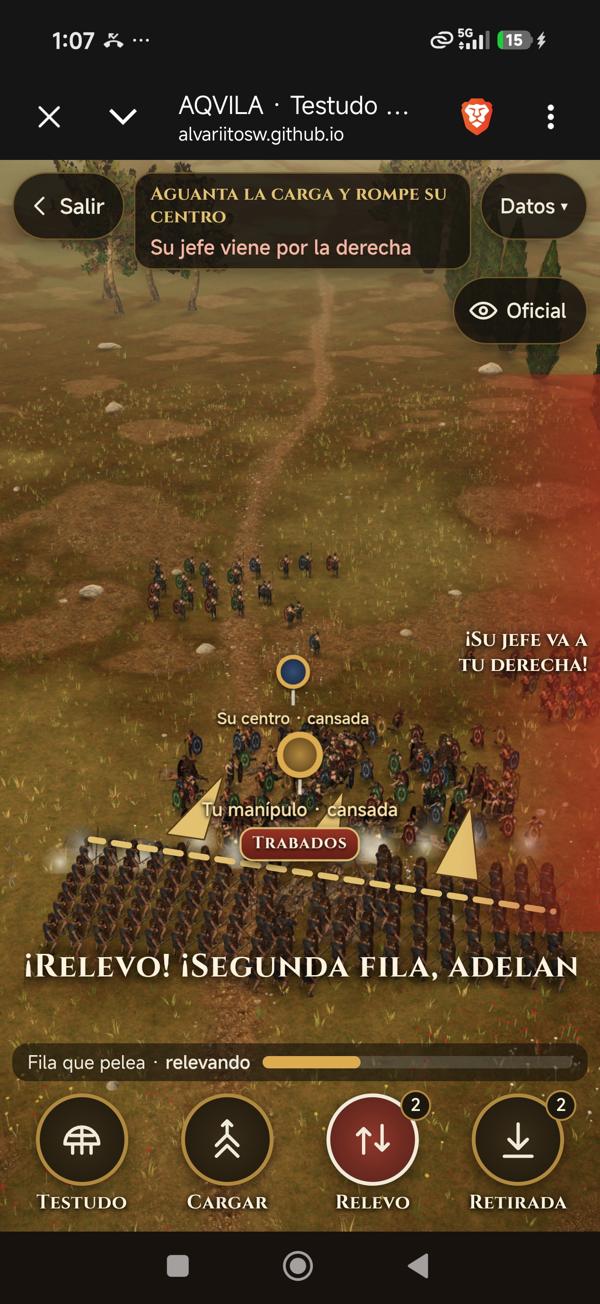 1:07
5G
15
AQVILA · Testudo ...
alvariitosw.github.io
Salir
Aguanta la carga y rompe su
centro
Su jefe viene por la derecha
Datos ▾
Oficial
¡Su jefe va a
tu derecha!
Su centro · cansada
Tu manípulo · cansada
Trabados
¡Relevo! ¡Segunda fila, adelan
Fila que pelea · relevando
2
2
Testudo
Cargar
Relevo
Retirada